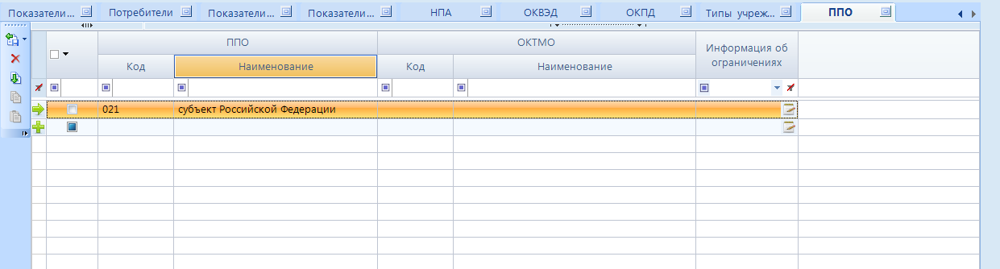 Показатели... Потребители Показатели... Показатели... НПА ОКВЭД ОКПД Типы учреж... ППО
ППО ОКТМО Информация об ограничениях
Код Наименование Код Наименование
021 субъект Российской Федерации